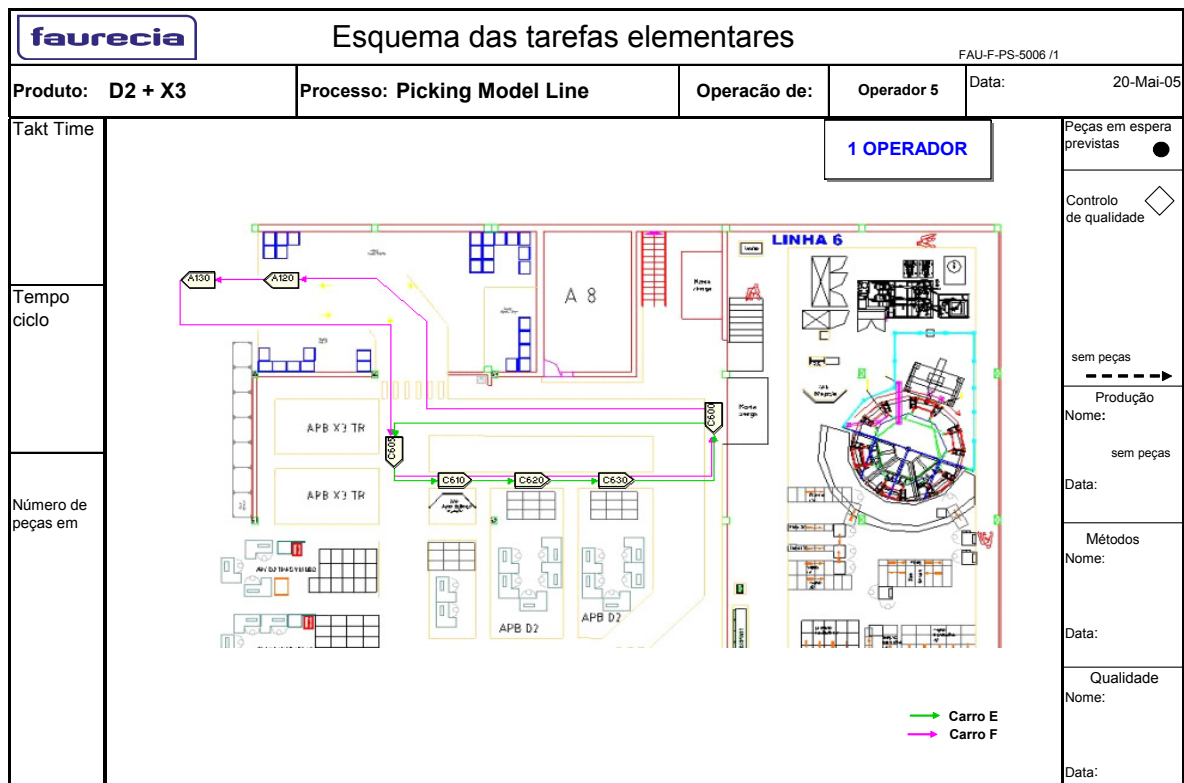 faurecia
Esquema das tarefas elementares
FAU-F-PS-5006 /1
Produto: D2 + X3
Processo: Picking Model Line
Operacão de:
Operador 5
Data: 20-Mai-05
Takt Time
1 OPERADOR
Peças em espera
previstas
Controlo
de qualidade
Tempo
ciclo
LINHA 6
A130
A120
A 8
C600
APB X3 TR
C605
C610
C620
C630
APB X3 TR
APB D2
APB D2
sem peças
Produção
Nome:
sem peças
Data:
Número de
peças em
Métodos
Nome:
Data:
Qualidade
Nome:
Carro E
Carro F
Data: